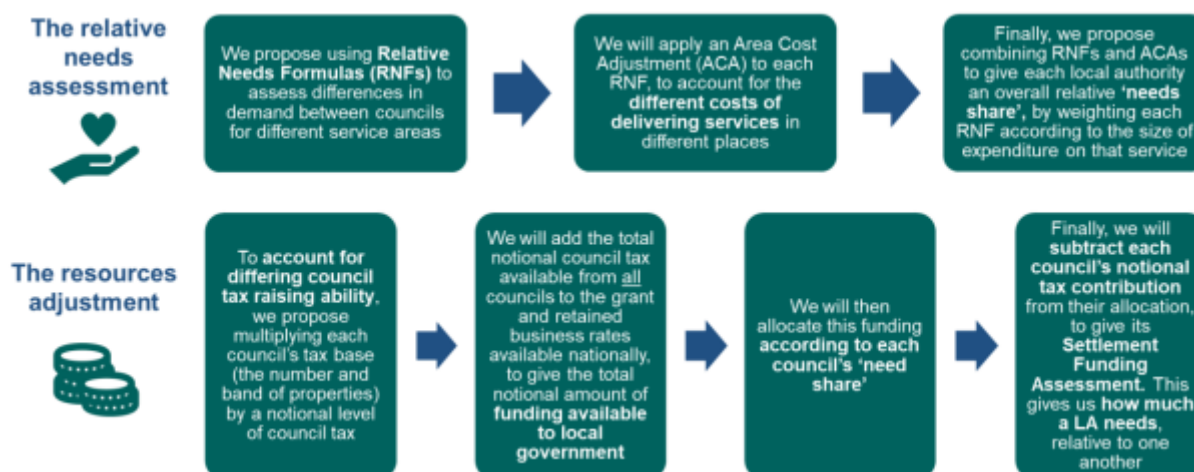 The relative
needs
assessment
We propose using Relative
Needs Formulas (RNFs) to
assess differences in
demand between councils
for different service areas
We will apply an Area Cost
Adjustment (ACA) to each
RNF, to account for the
different costs of
delivering services in
different places
Finally, we propose
combining RNFs and ACAs
to give each local authority
an overall relative ‘needs
share’, by weighting each
RNF according to the size of
expenditure on that service
The resources
adjustment
To account for
differing council
tax raising ability,
we propose
multiplying each
council's tax base
(the number and
band of properties)
by a notional level
of council tax
We will add the total
notional council tax
available from all
councils to the grant
and retained
business rates
available nationally,
to give the total
notional amount of
funding available
to local
government
We will then
allocate this funding
according to each
council's ‘need
share’
Finally, we will
subtract each
council's notional
tax contribution
from their allocation,
to give its
Settlement
Funding
Assessment. This
gives us how much
a LA needs,
relative to one
another